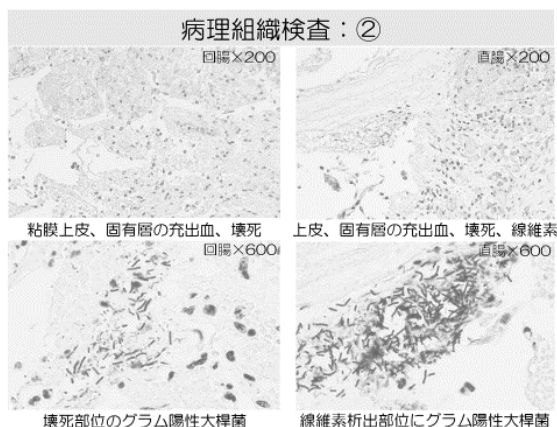 病理組織検査：②
回腸×200
直腸×200
粘膜上皮、固有層の充出血、壊死
上皮、固有層の充出血、壊死、線維素
回腸×600
直腸×600
壊死部位のグラム陽性大桿菌
線維素析出部位にグラム陽性大桿菌